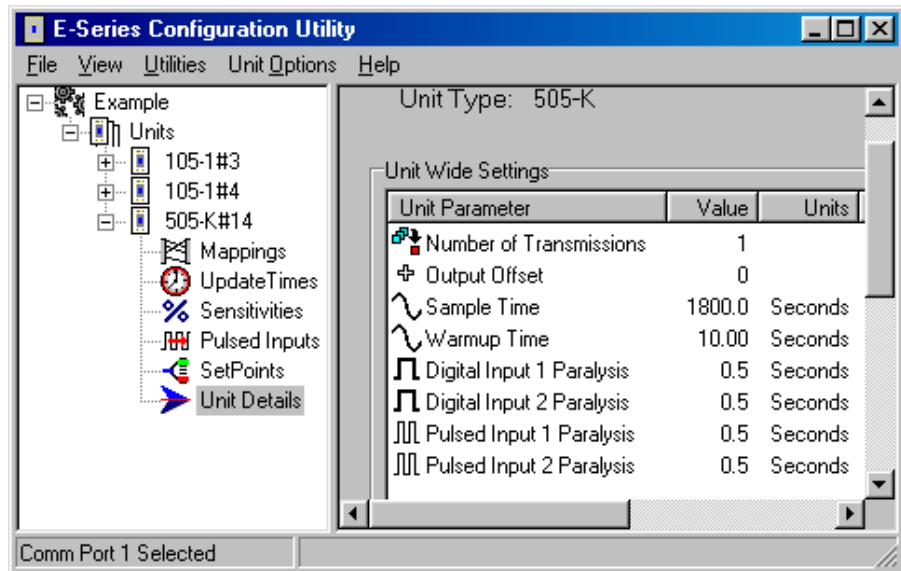 E-Series Configuration Utility
File View Utilities Unit Options Help
Example
Units
105-1#3
105-1#4
505-K#14
Mappings
UpdateTimes
Sensitivities
Pulsed Inputs
SetPoints
Unit Details
Unit Type: 505-K
Unit Wide Settings
Unit Parameter Value Units
Number of Transmissions 1
Output Offset 0
Sample Time 1800.0 Seconds
Warmup Time 10.00 Seconds
Digital Input 1 Paralysis 0.5 Seconds
Digital Input 2 Paralysis 0.5 Seconds
Pulsed Input 1 Paralysis 0.5 Seconds
Pulsed Input 2 Paralysis 0.5 Seconds
Comm Port 1 Selected